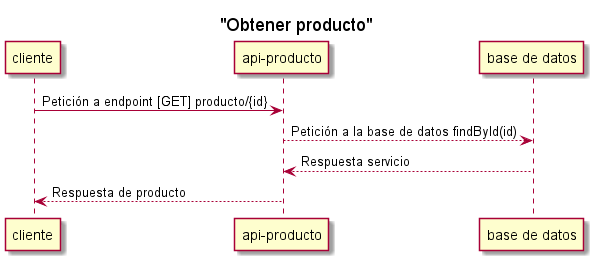 "Obtener producto"
cliente api-producto base de datos
Petición a endpoint [GET] producto/{id}
Petición a la base de datos findById(id)
Respuesta servicio
Respuesta de producto
cliente api-producto base de datos